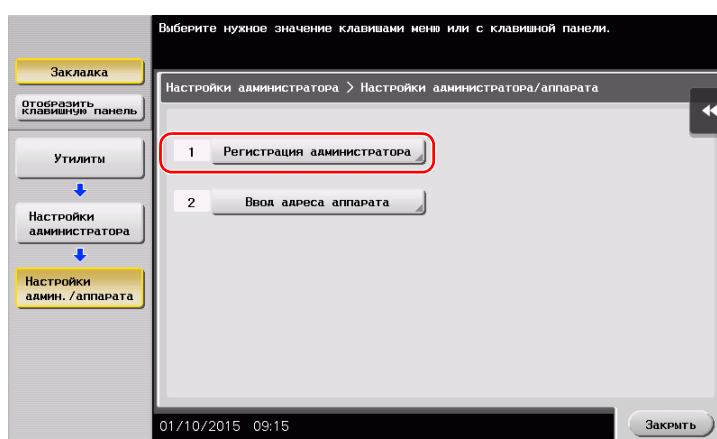 Выберите нужное значение клавишами меню или с клавишной панели.
Закладка
Отобразить
клавишную панель
Утилиты
Настройки
администратора
Настройки
админ./аппарата
Настройки администратора > Настройки администратора/аппарата
1 Регистрация администратора
2 Ввод адреса аппарата
01/10/2015 09:15
Закрыть